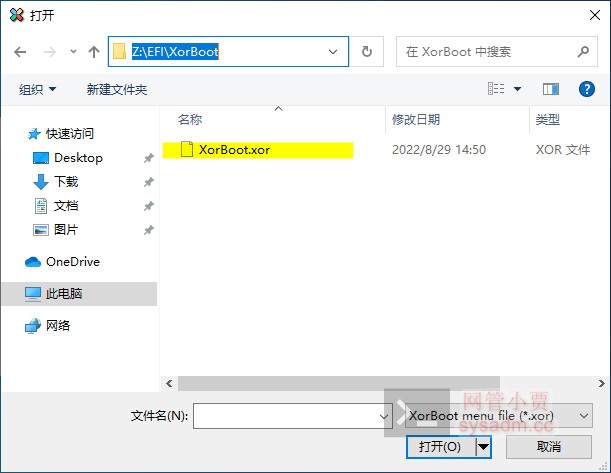 打开
Z:\EFI\XorBoot
在 XorBoot 中搜索
组织
新建文件夹
?
名称
修改日期
类型
快速访问
XorBoot.xor
2022/8/29 14:50
XOR 文件
Desktop
下载
文档
图片
OneDrive
此电脑
网络
文件名(N):
XorBoot menu file (*.xor)
网管小贾
sysadm.cc
打开(O)
取消